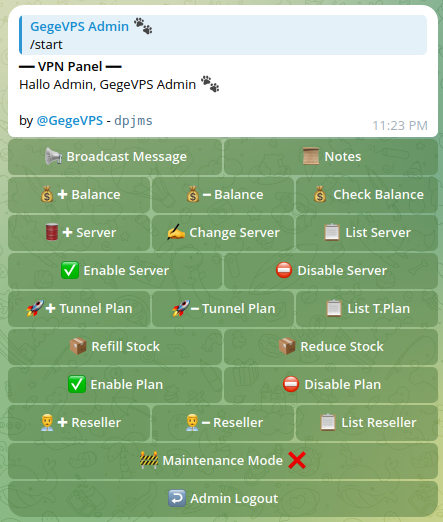 GegeVPS Admin 🐾
/start
━━ VPN Panel ━━
Hallo Admin, GegeVPS Admin 🐾
by @GegeVPS - dpjms
11:23 PM
📢 Broadcast Message
📜 Notes
💰➕ Balance
💰➖ Balance
💰 Check Balance
🛢️➕ Server
✍️ Change Server
📋 List Server
✅ Enable Server
⛔ Disable Server
🚀➕ Tunnel Plan
🚀➖ Tunnel Plan
📋 List T.Plan
📦 Refill Stock
📦 Reduce Stock
✅ Enable Plan
⛔ Disable Plan
👨‍💼➕ Reseller
👨‍💼➖ Reseller
📋 List Reseller
🚧 Maintenance Mode ❌
↩️ Admin Logout